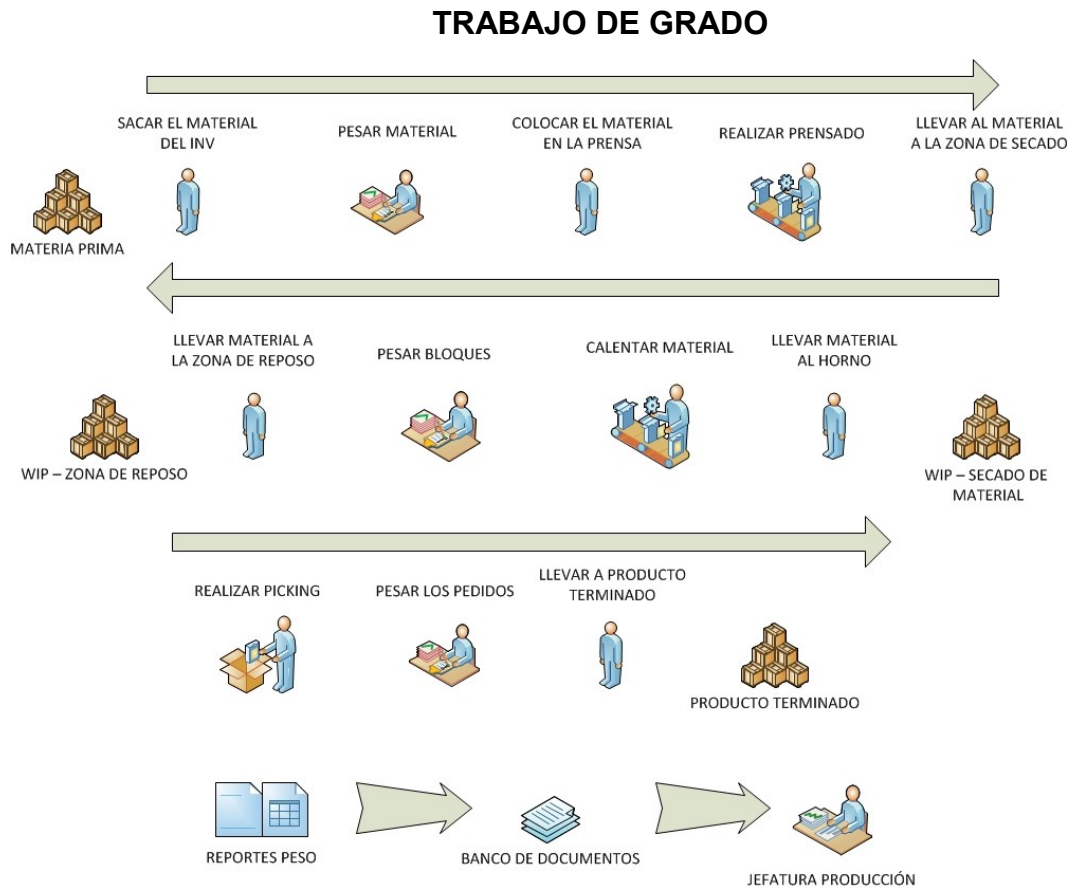 TRABAJO DE GRADO
SACAR EL MATERIAL
DEL INV
PESAR MATERIAL
COLOCAR EL MATERIAL
EN LA PRENSA
REALIZAR PRENSADO
LLEVAR AL MATERIAL
A LA ZONA DE SECADO
MATERIA PRIMA
LLEVAR MATERIAL A
LA ZONA DE REPOSO
PESAR BLOQUES
CALENTAR MATERIAL
LLEVAR MATERIAL
AL HORNO
WIP – ZONA DE REPOSO
WIP – SECADO DE
MATERIAL
REALIZAR PICKING
PESAR LOS PEDIDOS
LLEVAR A PRODUCTO
TERMINADO
PRODUCTO TERMINADO
REPORTES PESO
BANCO DE DOCUMENTOS
JEFATURA PRODUCCIÓN